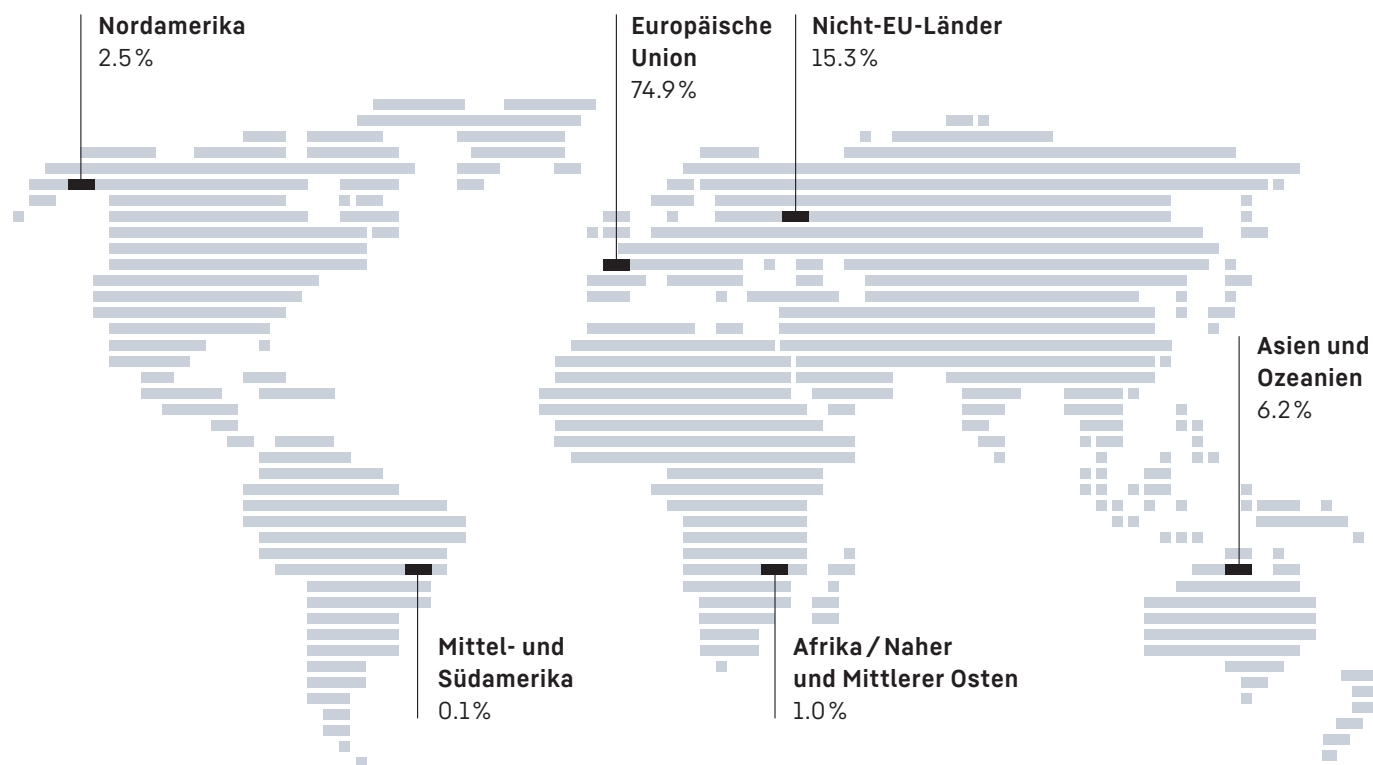 Nordamerika
2.5%
Europäische
Union
74.9%
Nicht-EU-Länder
15.3%
Asien und
Ozeanien
6.2%
Mittel- und
Südamerika
0.1%
Afrika/Naher
und Mittlerer Osten
1.0%